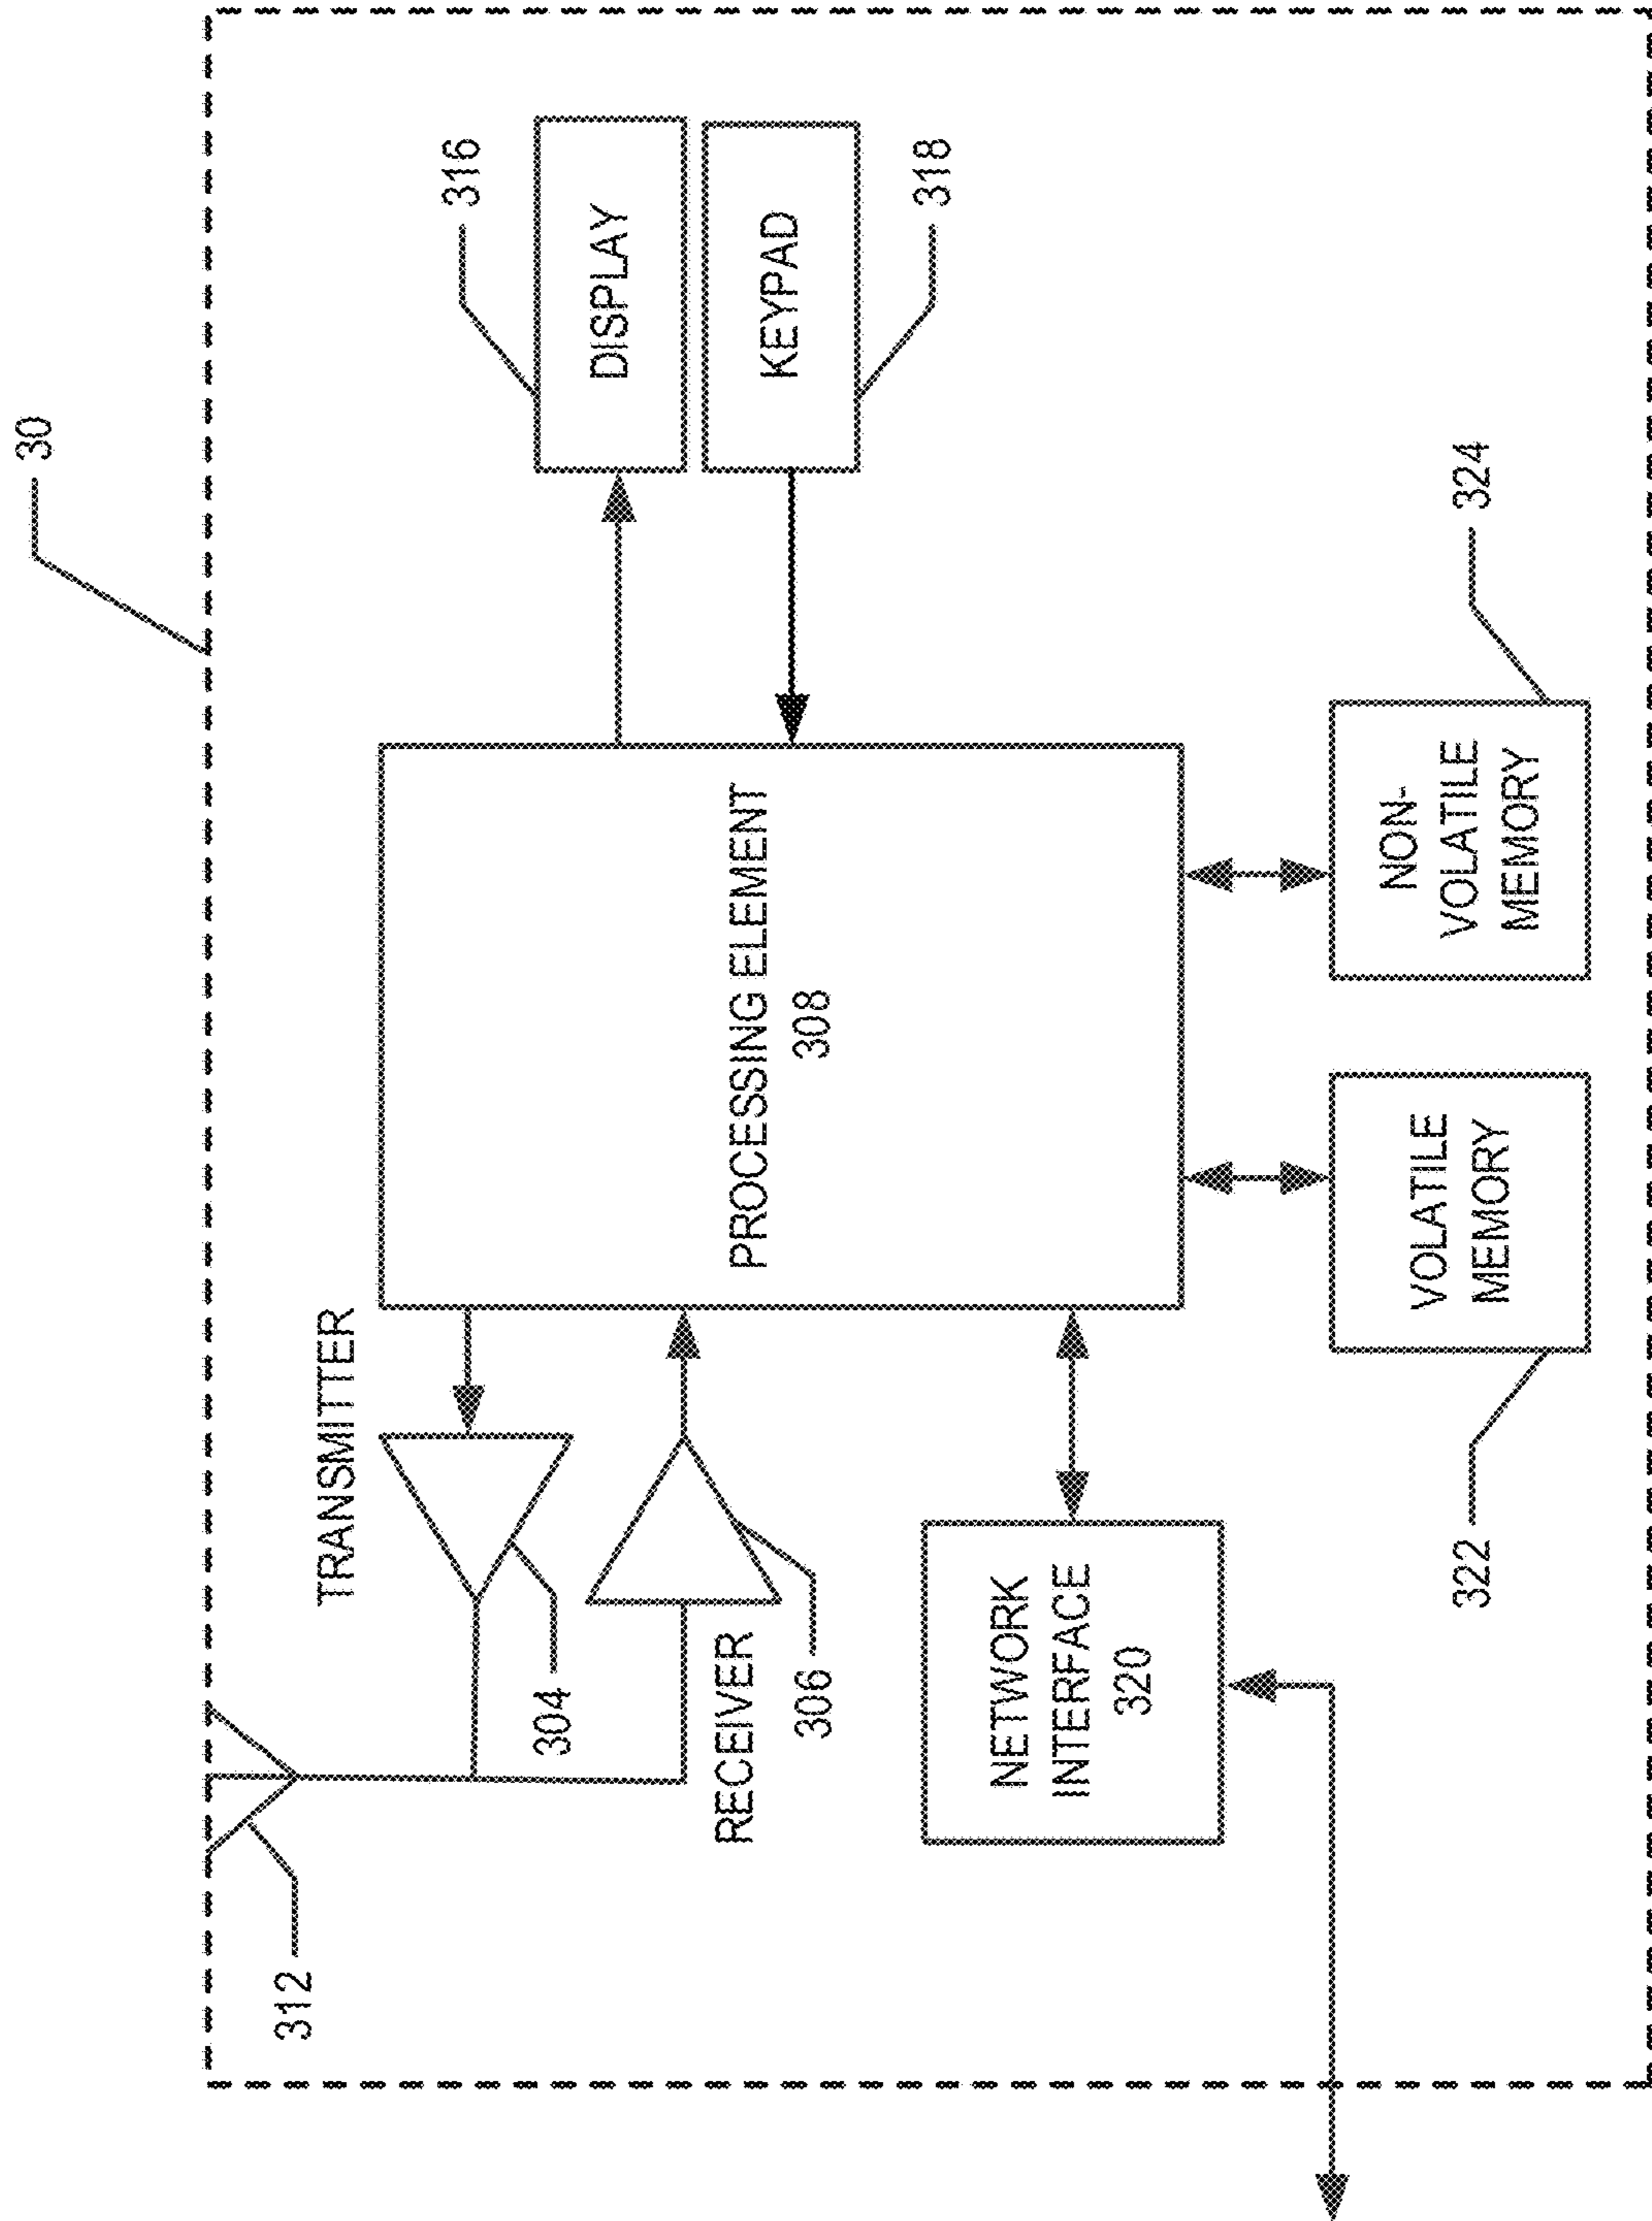 30
312
TRANSMITTER
304
RECEIVER
306
PROCESSING ELEMENT
308
316
DISPLAY
KEYPAD
318
NETWORK
INTERFACE
320
322
VOLATILE
MEMORY
NON-
VOLATILE
MEMORY
324